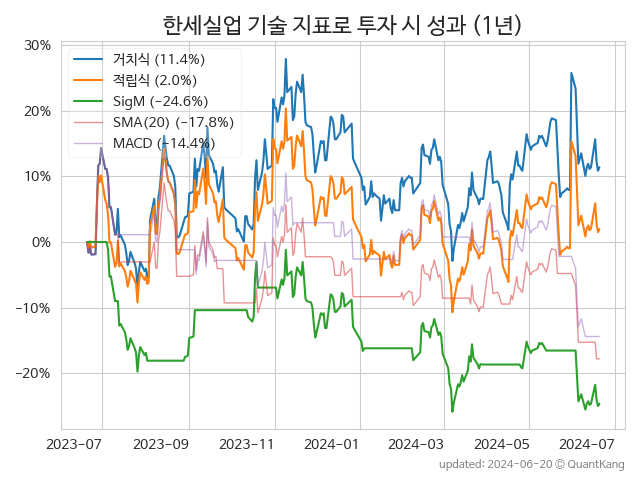 한세실업 기술 지표로 투자 시 성과 (1년)
30%
20%
10%
0%
−10%
−20%
거치식 (11.4%)
적립식 (2.0%)
SigM (−24.6%)
SMA(20) (−17.8%)
MACD (−14.4%)
2023-07 2023-09 2023-11 2024-01 2024-03 2024-05 2024-07
updated: 2024-06-20 © QuantKang